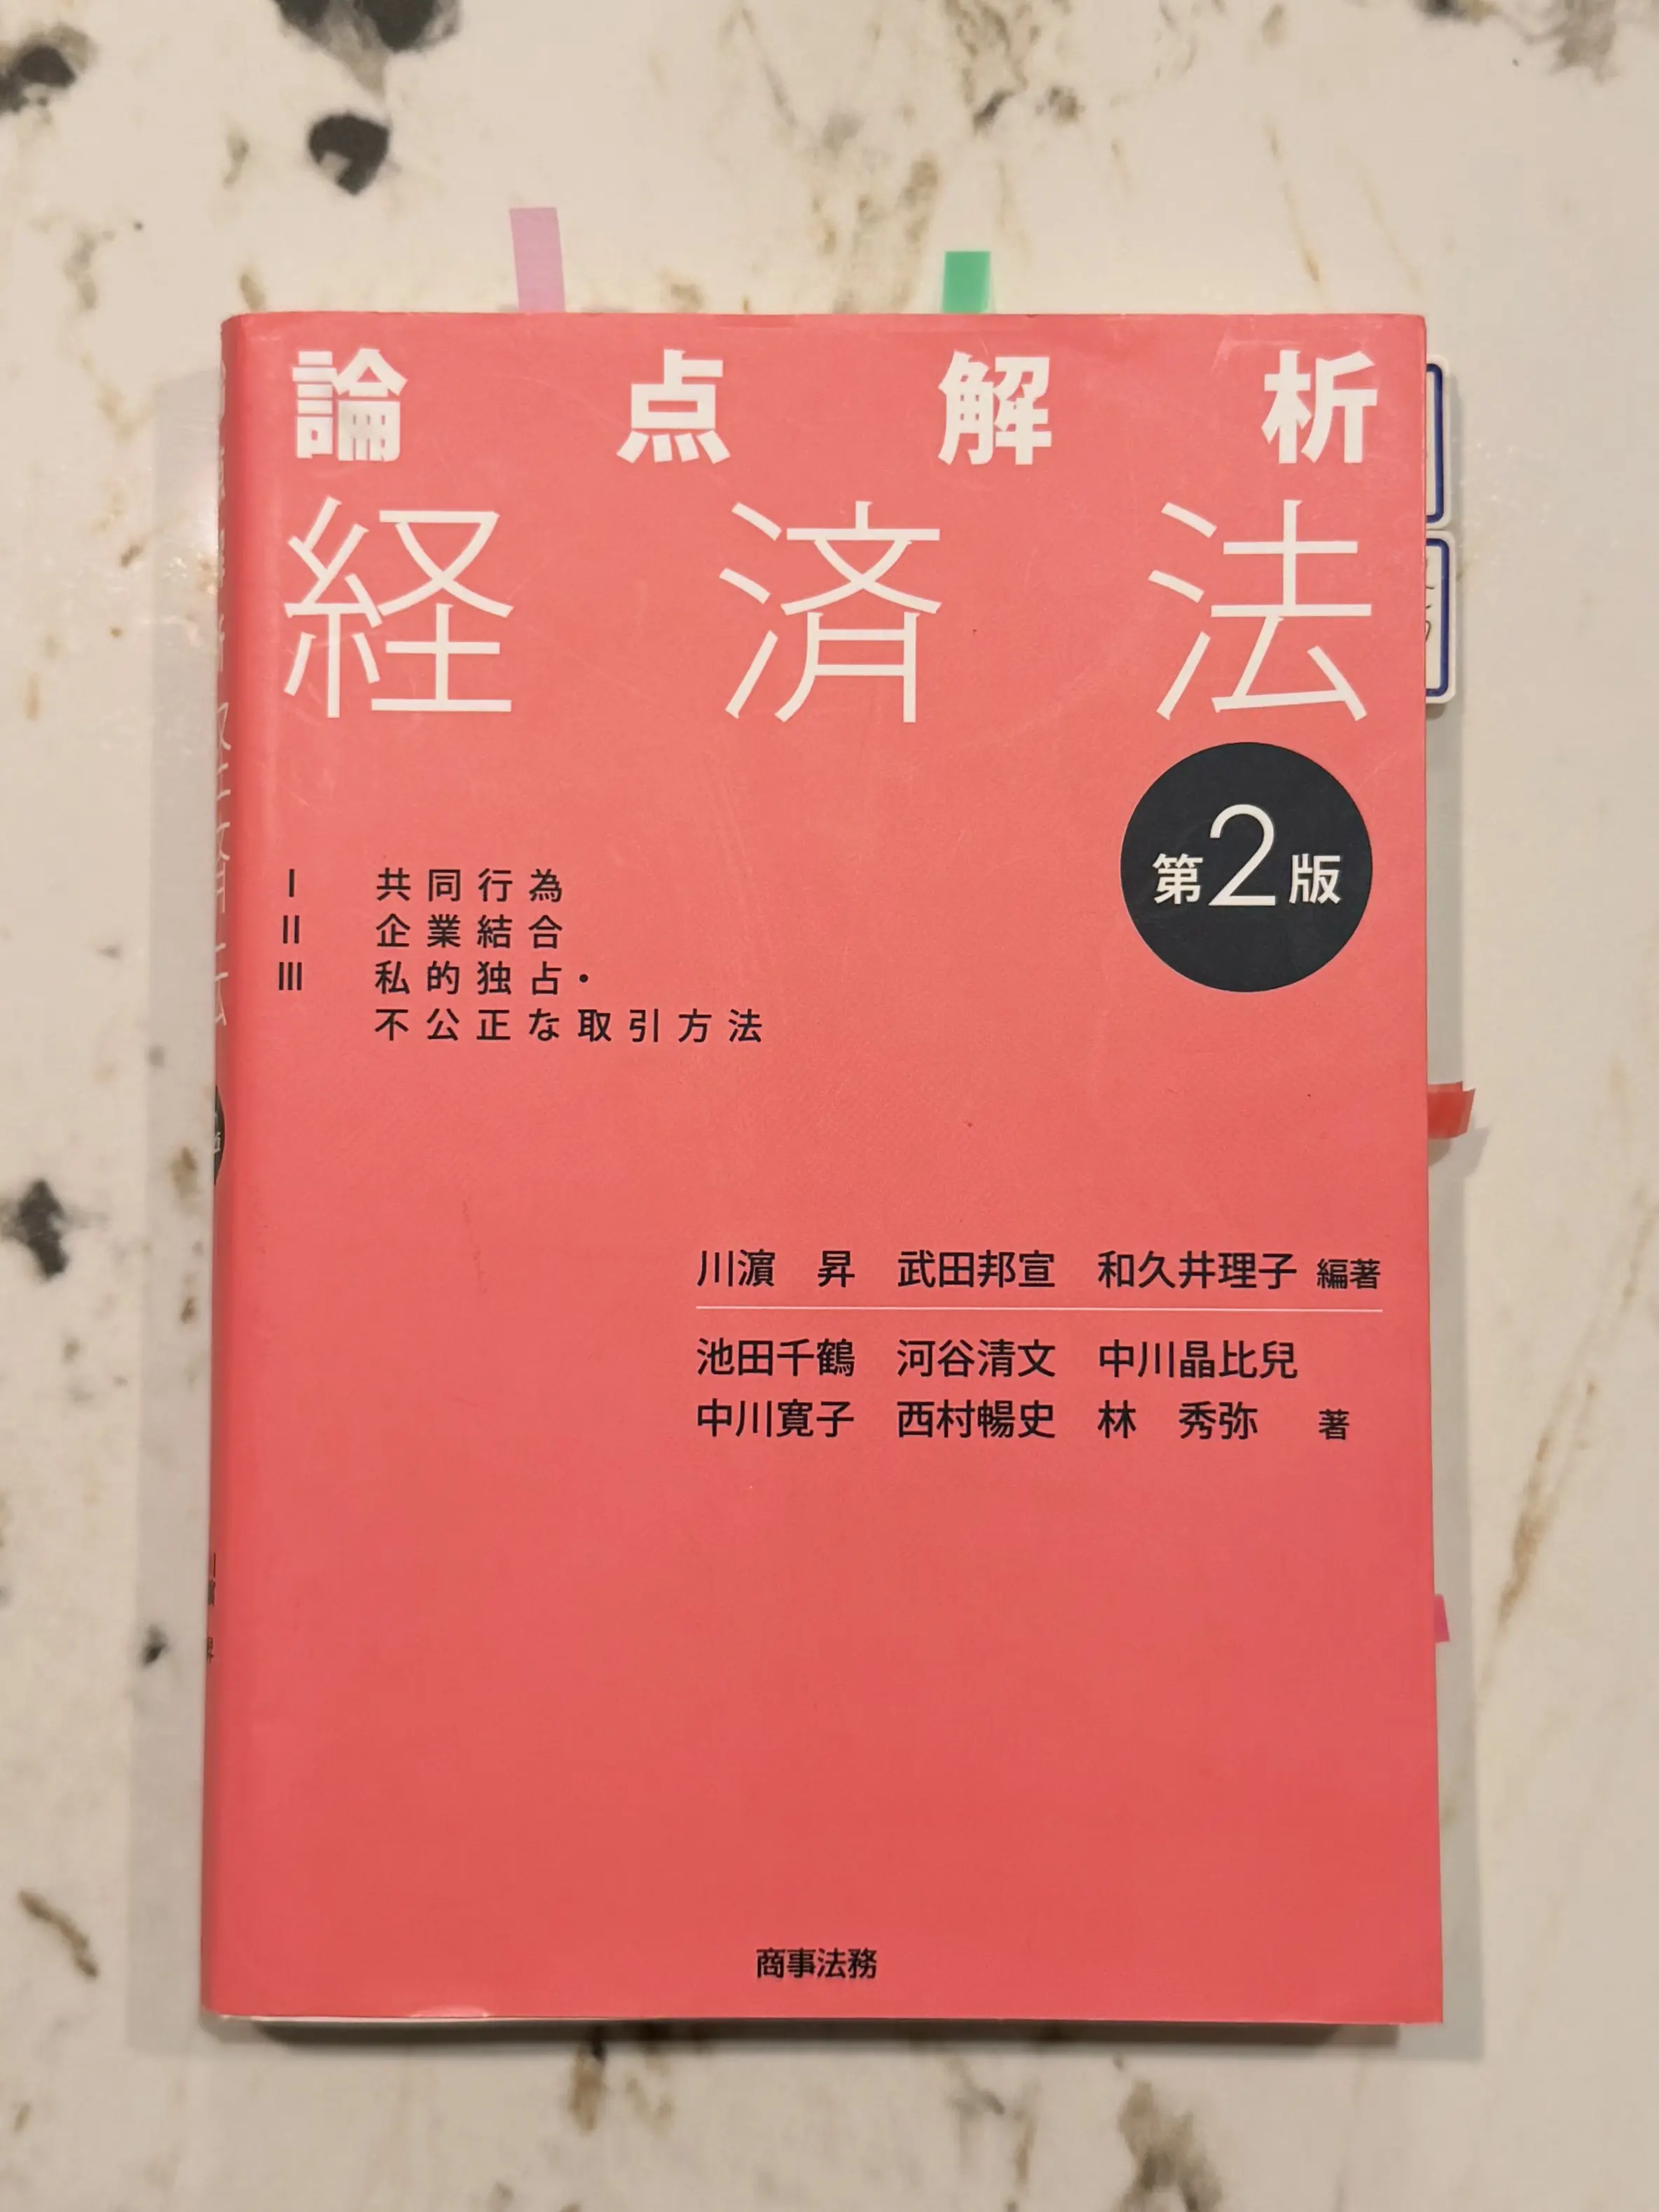 論点解析
経済法
第2版
I 共同行為
II 企業結合
III 私的独占・
不公正な取引方法
川濵 昇 武田邦宣 和久井理子 編著
池田千鶴 河谷清文 中川晶比兒
中川寛子 西村暢史 林 秀弥 著
商事法務